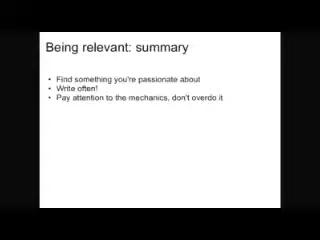 Being relevant: summary
• Find something you're passionate about
• Write often!
• Pay attention to the mechanics, don't overdo it